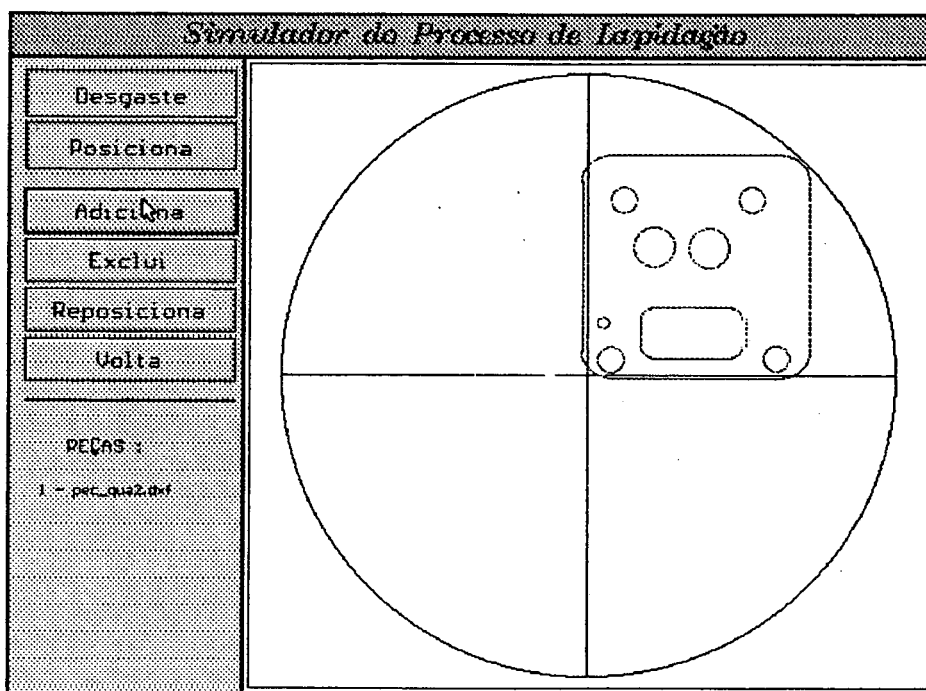 Simulador do Processo de Lapidação
Desgaste
Posiciona
Adiciona
Exclui
Reposiciona
Volta
PEÇAS :
1 - pec_qua2.dxf